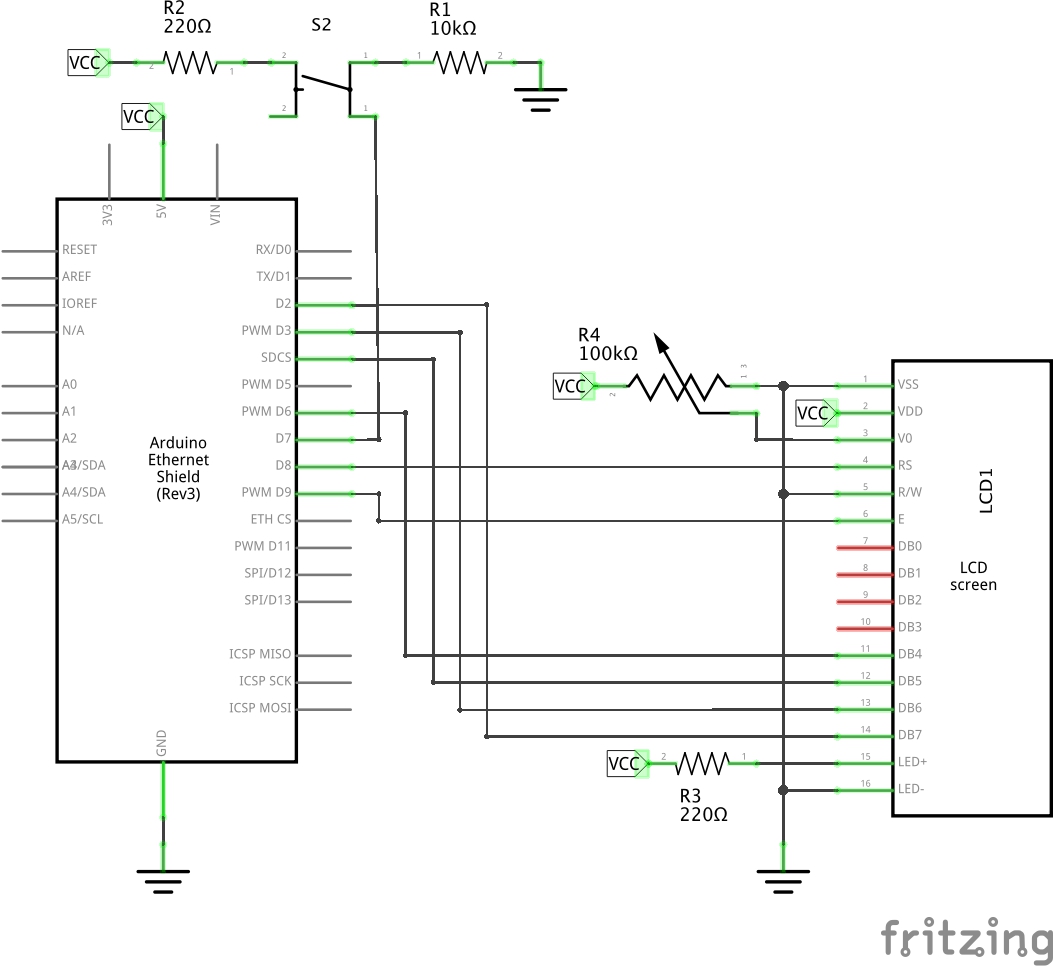 R2
220Ω
S2
R1
10kΩ
VCC
2
1
2
1
1
2
VCC
2
1
3V3
5V
VIN
RESET
AREF
IOREF
N/A
A0
A1
A2
A4/SDA
A5/SCL
RX/D0
TX/D1
D2
PWM D3
SDCS
PWM D5
PWM D6
D7
D8
PWM D9
ETH CS
PWM D11
SPI/D12
SPI/D13
ICSP MISO
ICSP SCK
ICSP MOSI
GND
Arduino
Ethernet
Shield
(Rev3)
R4
100kΩ
VCC
2
1 3
VCC
1
VSS
2
VDD
3
V0
4
RS
5
R/W
6
E
7
DB0
8
DB1
9
DB2
10
DB3
11
DB4
12
DB5
13
DB6
14
DB7
15
LED+
16
LED-
LCD1
LCD
screen
VCC
2
1
R3
220Ω
fritzing